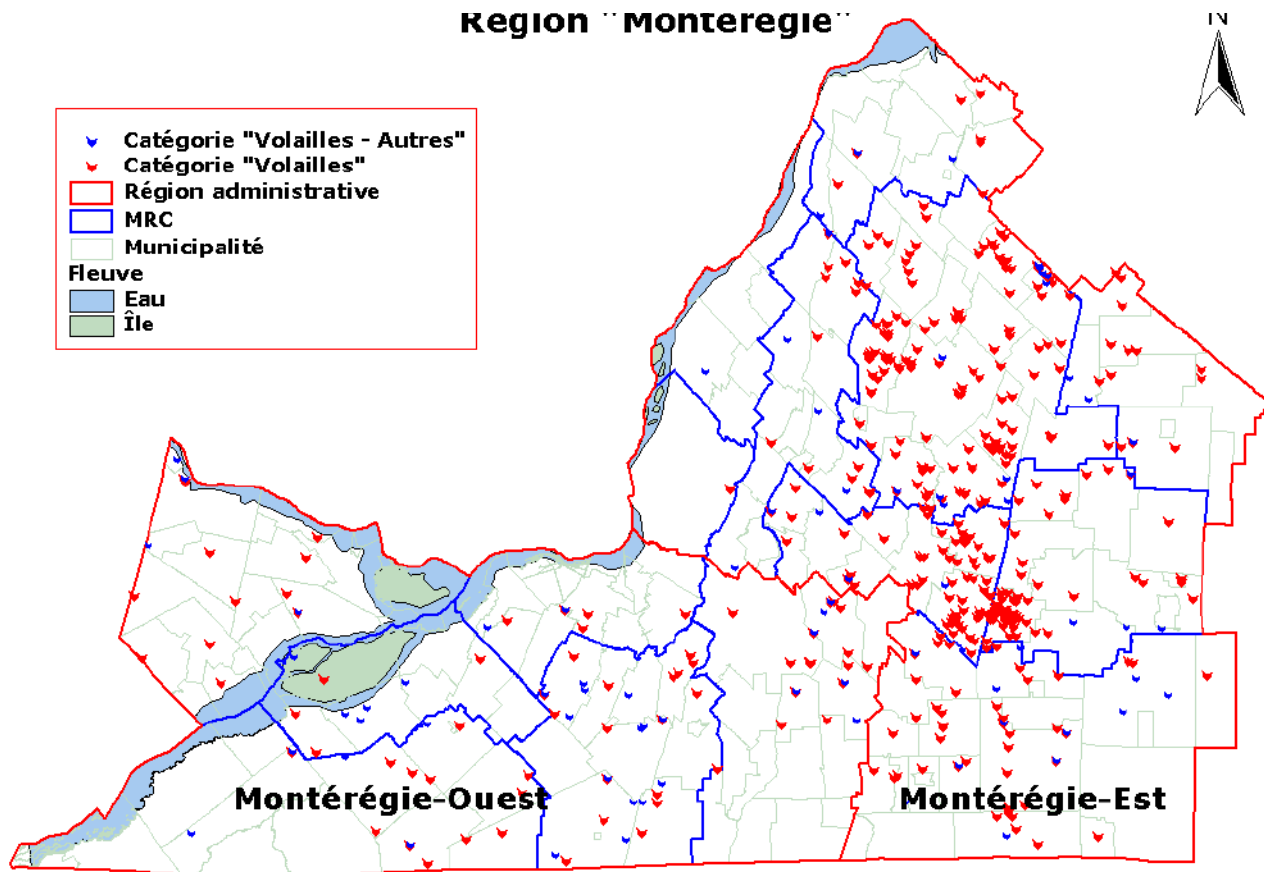 Région "Montérégie"
N
Catégorie "Volailles - Autres"
Catégorie "Volailles"
Région administrative
MRC
Municipalité
Fleuve
Eau
Île
Montérégie-Ouest
Montérégie-Est